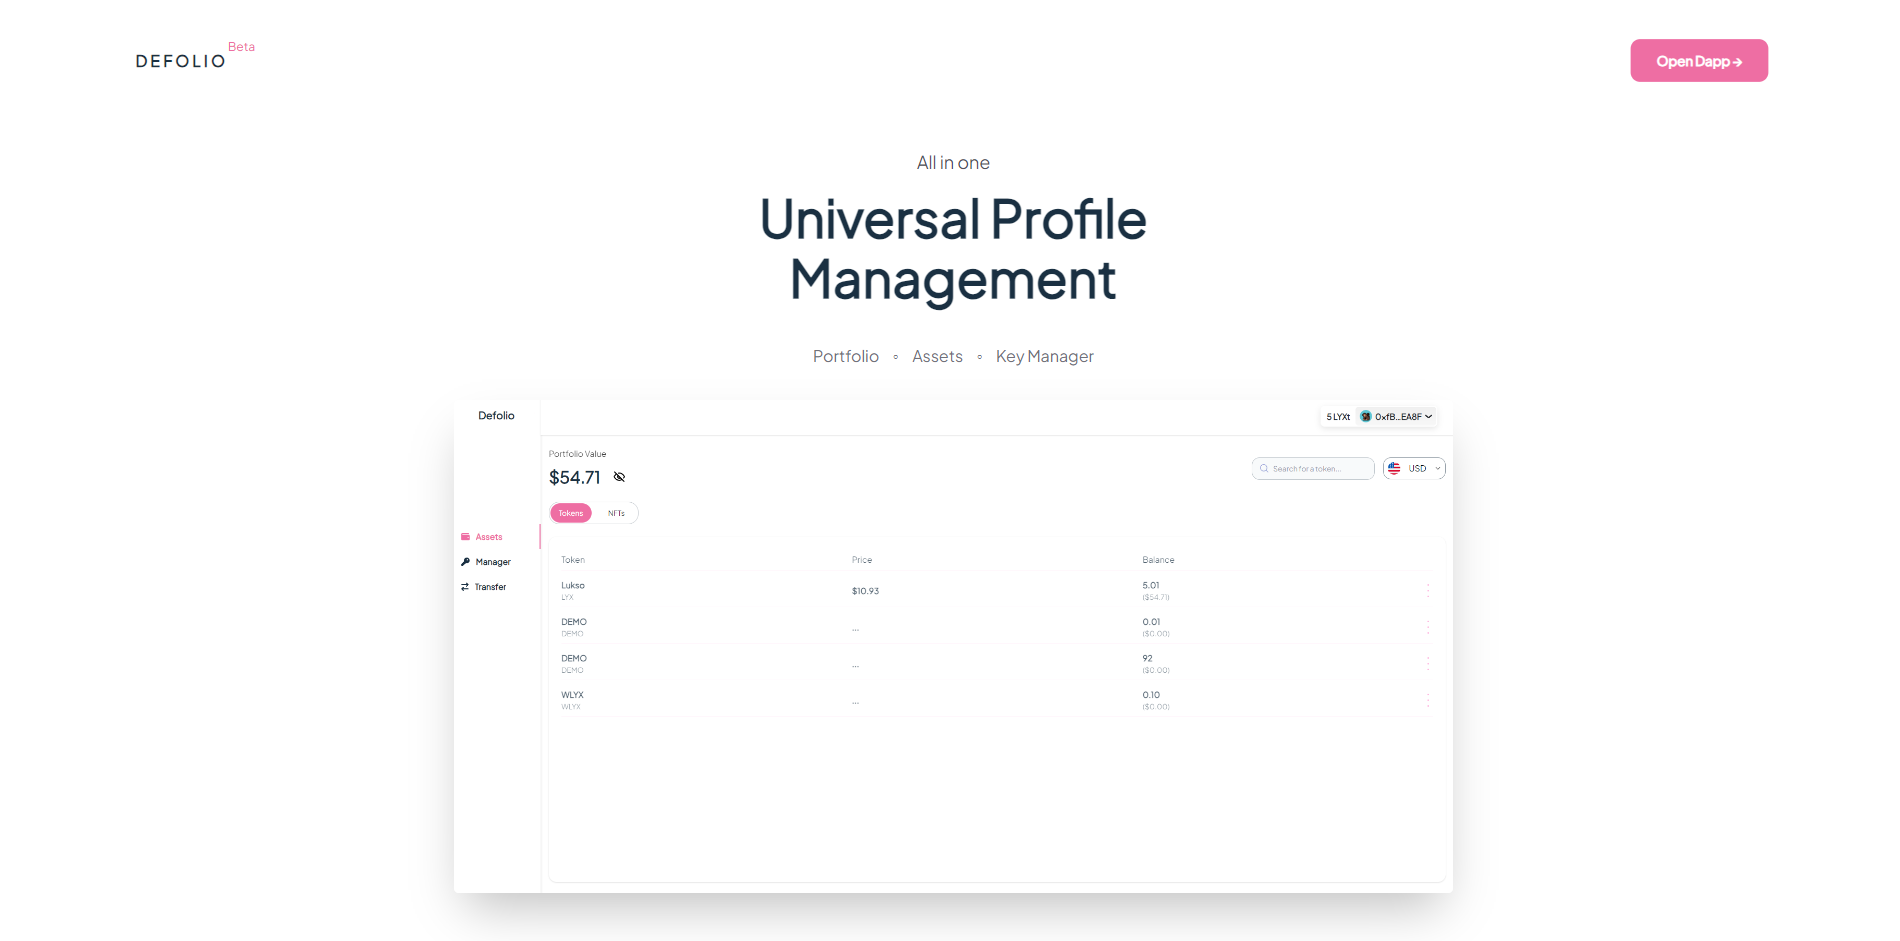 DEFOLIO Beta
Open Dapp →
All in one
Universal Profile
Management
Portfolio ∘ Assets ∘ Key Manager
Defolio
5 LYXt 0xfB...EA8F
Portfolio Value
$54.71
Search for a token...
USD
Tokens NFTs
Assets
Manager
Transfer
Token Price Balance
Lukso $10.93 5.01
LYX ($54.71)
DEMO ... 0.01
DEMO ($0.00)
DEMO ... 92
DEMO ($0.00)
WLYX ... 0.10
WLYX ($0.00)